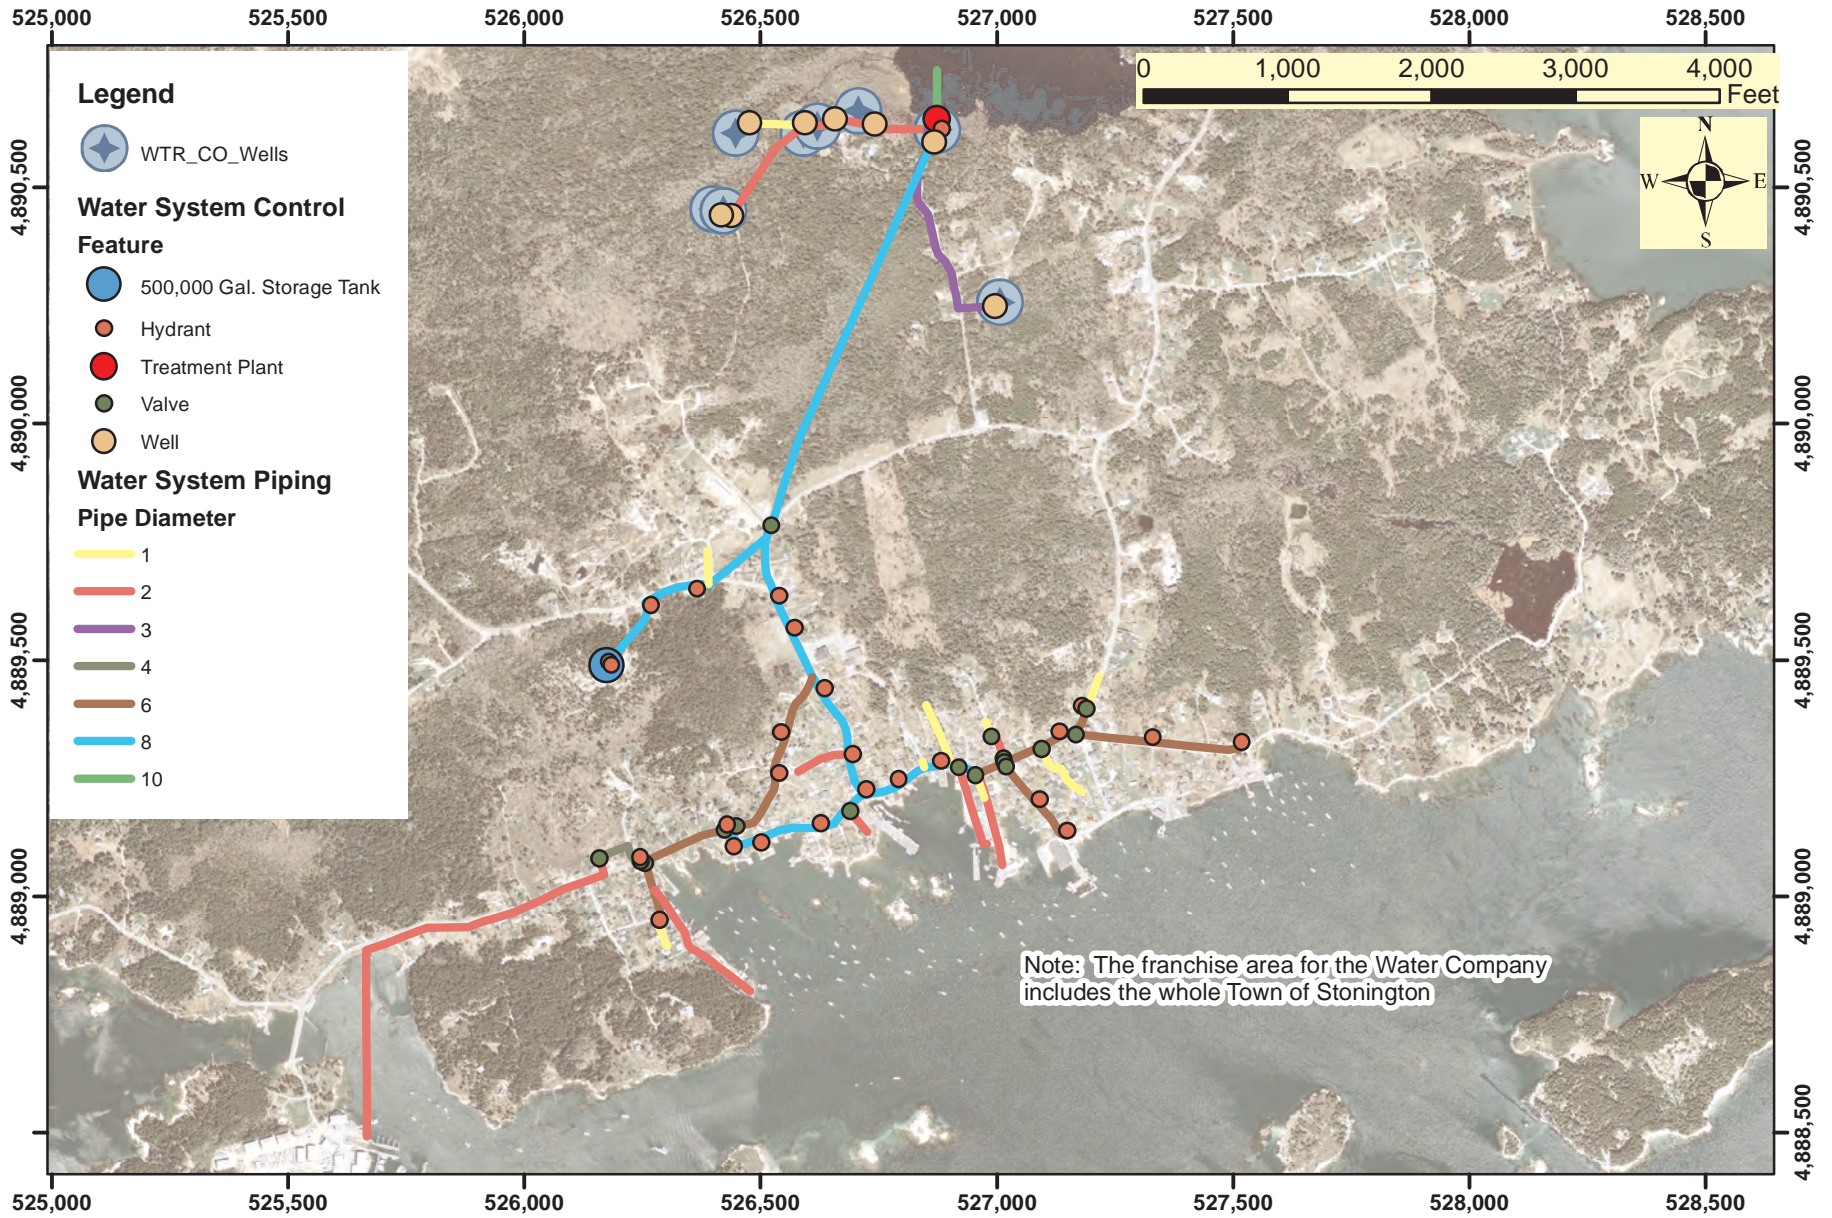 525,000 525,500 526,000 526,500 527,000 527,500 528,000 528,500
Legend
WTR_CO_Wells
Water System Control
Feature
500,000 Gal. Storage Tank
Hydrant
Treatment Plant
Valve
Well
Water System Piping
Pipe Diameter
1
2
3
4
6
8
10
0 1,000 2,000 3,000 4,000
Feet
N
W E
S
4,890,500
4,890,000
4,889,500
4,889,000
4,890,500
4,890,000
4,889,500
4,889,000
4,888,500
Note: The franchise area for the Water Company
includes the whole Town of Stonington
525,000 525,500 526,000 526,500 527,000 527,500 528,000 528,500